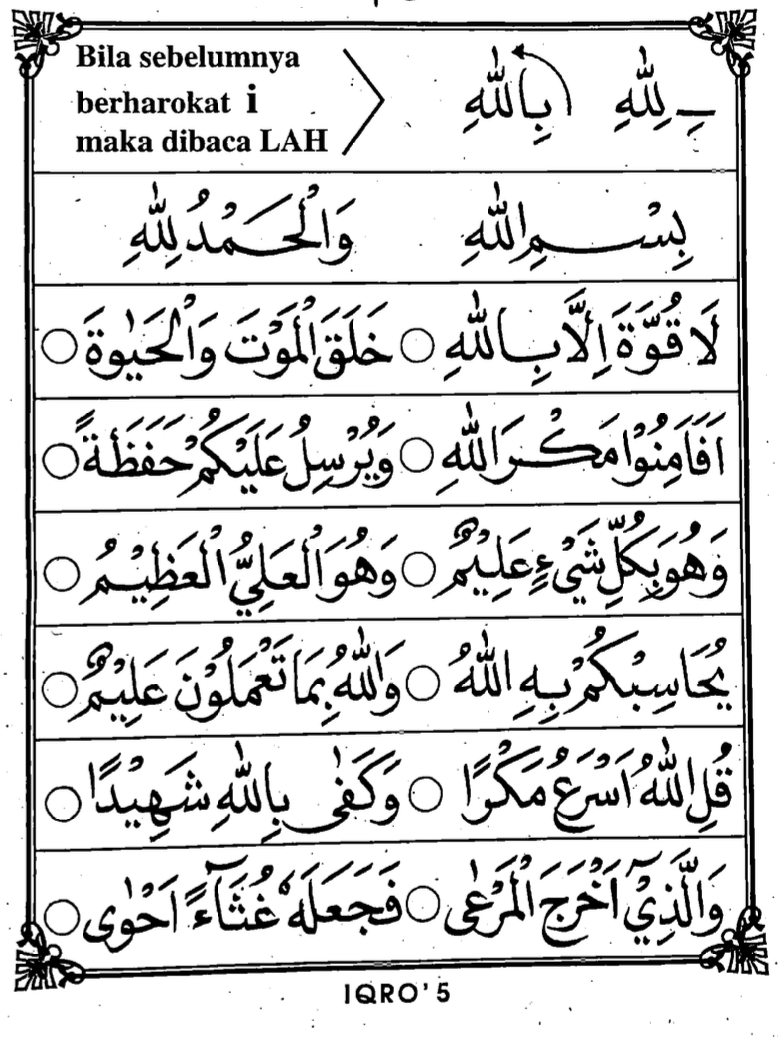 Bila sebelumnya
berharokat i
maka dibaca LAH
ـِ لِلّٰهِ بِاللّٰهِ
بِسْمِ اللّٰهِ وَالْحَمْدُ لِلّٰهِ
لَا قُوَّةَ اِلَّا بِاللّٰهِ ○ خَلَقَ الْمَوْتَ وَالْحَيٰوةَ ○
اَفَاَمِنُوْا مَكْرَ اللّٰهِ ○ وَيُرْسِلُ عَلَيْكُمْ حَفَظَةً ○
وَهُوَ بِكُلِّ شَيْءٍ عَلِيْمٌ ○ وَهُوَ الْعَلِيُّ الْعَظِيْمُ ○
يُحَاسِبْكُمْ بِهِ اللّٰهُ ○ وَاللّٰهُ بِمَا تَعْمَلُوْنَ عَلِيْمٌ ○
قُلِ اللّٰهُ اَسْرَعُ مَكْرًا ○ وَكَفٰى بِاللّٰهِ شَهِيْدًا ○
وَالَّذِيْٓ اَخْرَجَ الْمَرْعٰى ○ فَجَعَلَهٗ غُثَآءً اَحْوٰى ○
IQRO' 5